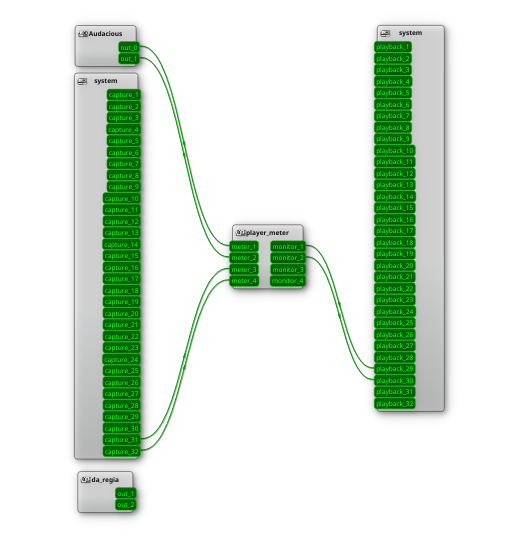 Audacious
out_0
out_1
system
capture_1
capture_2
capture_3
capture_4
capture_5
capture_6
capture_7
capture_8
capture_9
capture_10
capture_11
capture_12
capture_13
capture_14
capture_15
capture_16
capture_17
capture_18
capture_19
capture_20
capture_21
capture_22
capture_23
capture_24
capture_25
capture_26
capture_27
capture_28
capture_29
capture_30
capture_31
capture_32
da_regia
out_1
out_2
player_meter
meter_1 monitor_1
meter_2 monitor_2
meter_3 monitor_3
meter_4 monitor_4
system
playback_1
playback_2
playback_3
playback_4
playback_5
playback_6
playback_7
playback_8
playback_9
playback_10
playback_11
playback_12
playback_13
playback_14
playback_15
playback_16
playback_17
playback_18
playback_19
playback_20
playback_21
playback_22
playback_23
playback_24
playback_25
playback_26
playback_27
playback_28
playback_29
playback_30
playback_31
playback_32